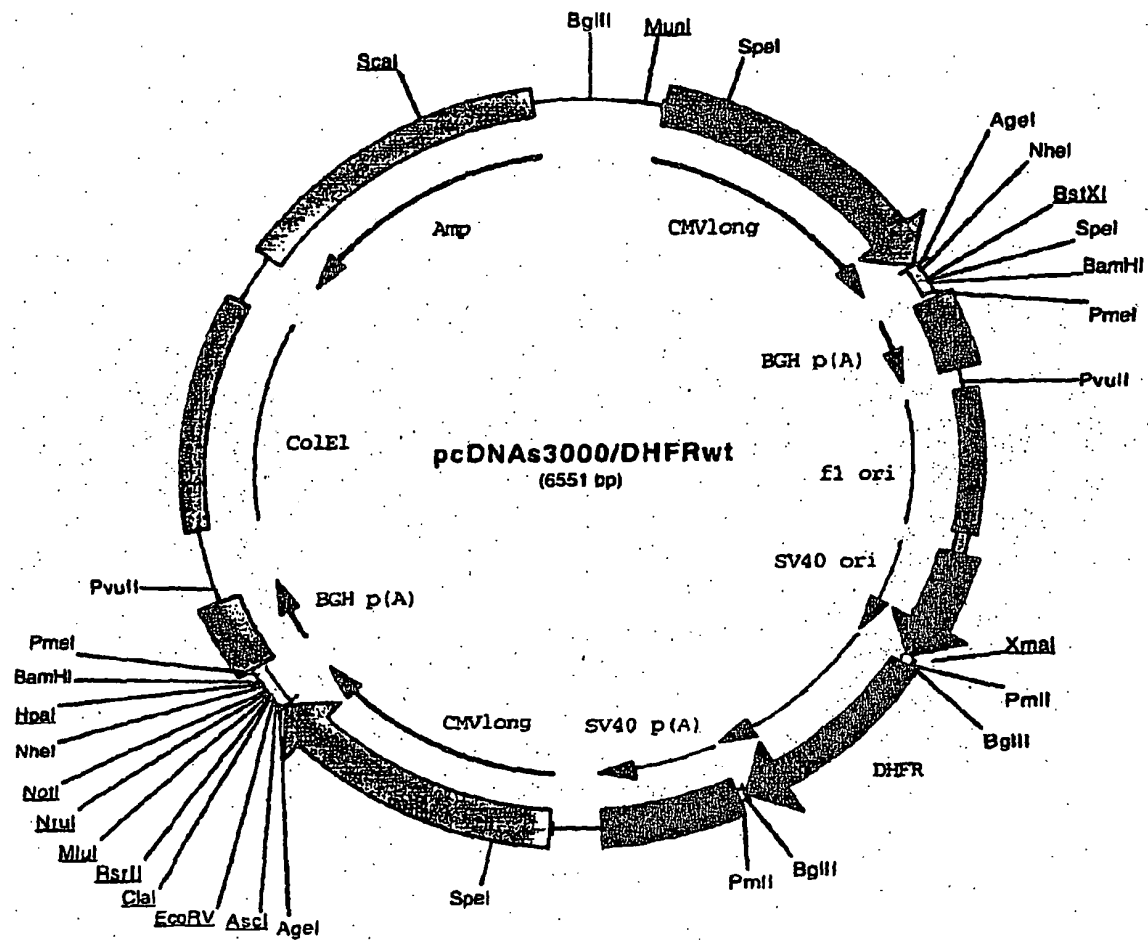 BglII
MunI
SpeI
ScaI
AgeI
NheI
BstXI
SpeI
BamHI
PmeI
Amp
CMVlong
BGH p(A)
PvuII
ColE1
pcDNAs3000/DHFRwt
(6551 bp)
f1 ori
SV40 ori
PvuII
BGH p(A)
XmaI
PmlI
BglII
PmeI
BamHI
HpaI
NheI
NotI
NruI
MluI
RsrII
ClaI
EcoRV
AscI
AgeI
CMVlong
SV40 p(A)
DHFR
SpeI
PmlI
BglII